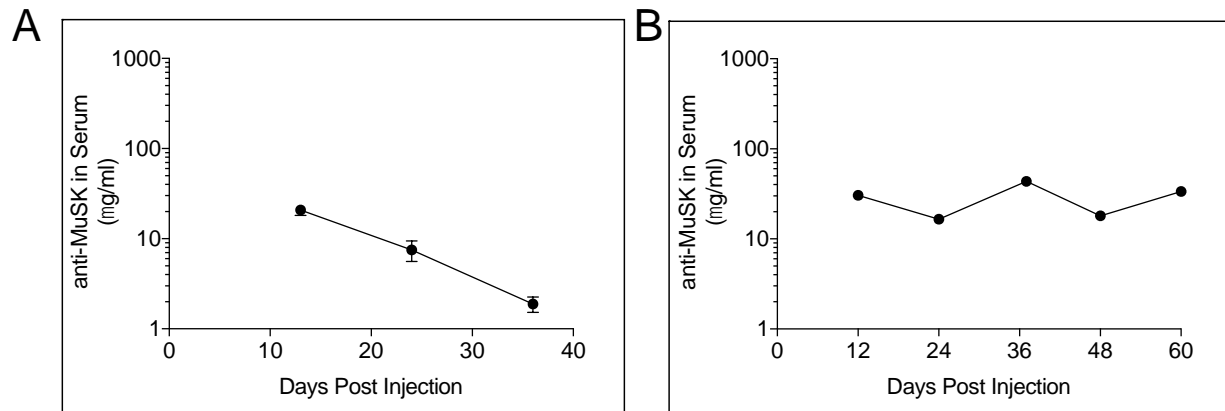 A
anti-MuSK in Serum
(mg/ml)
1000
100
10
1
0 10 20 30 40
Days Post Injection
B
anti-MuSK in Serum
(mg/ml)
1000
100
10
1
0 12 24 36 48 60
Days Post Injection